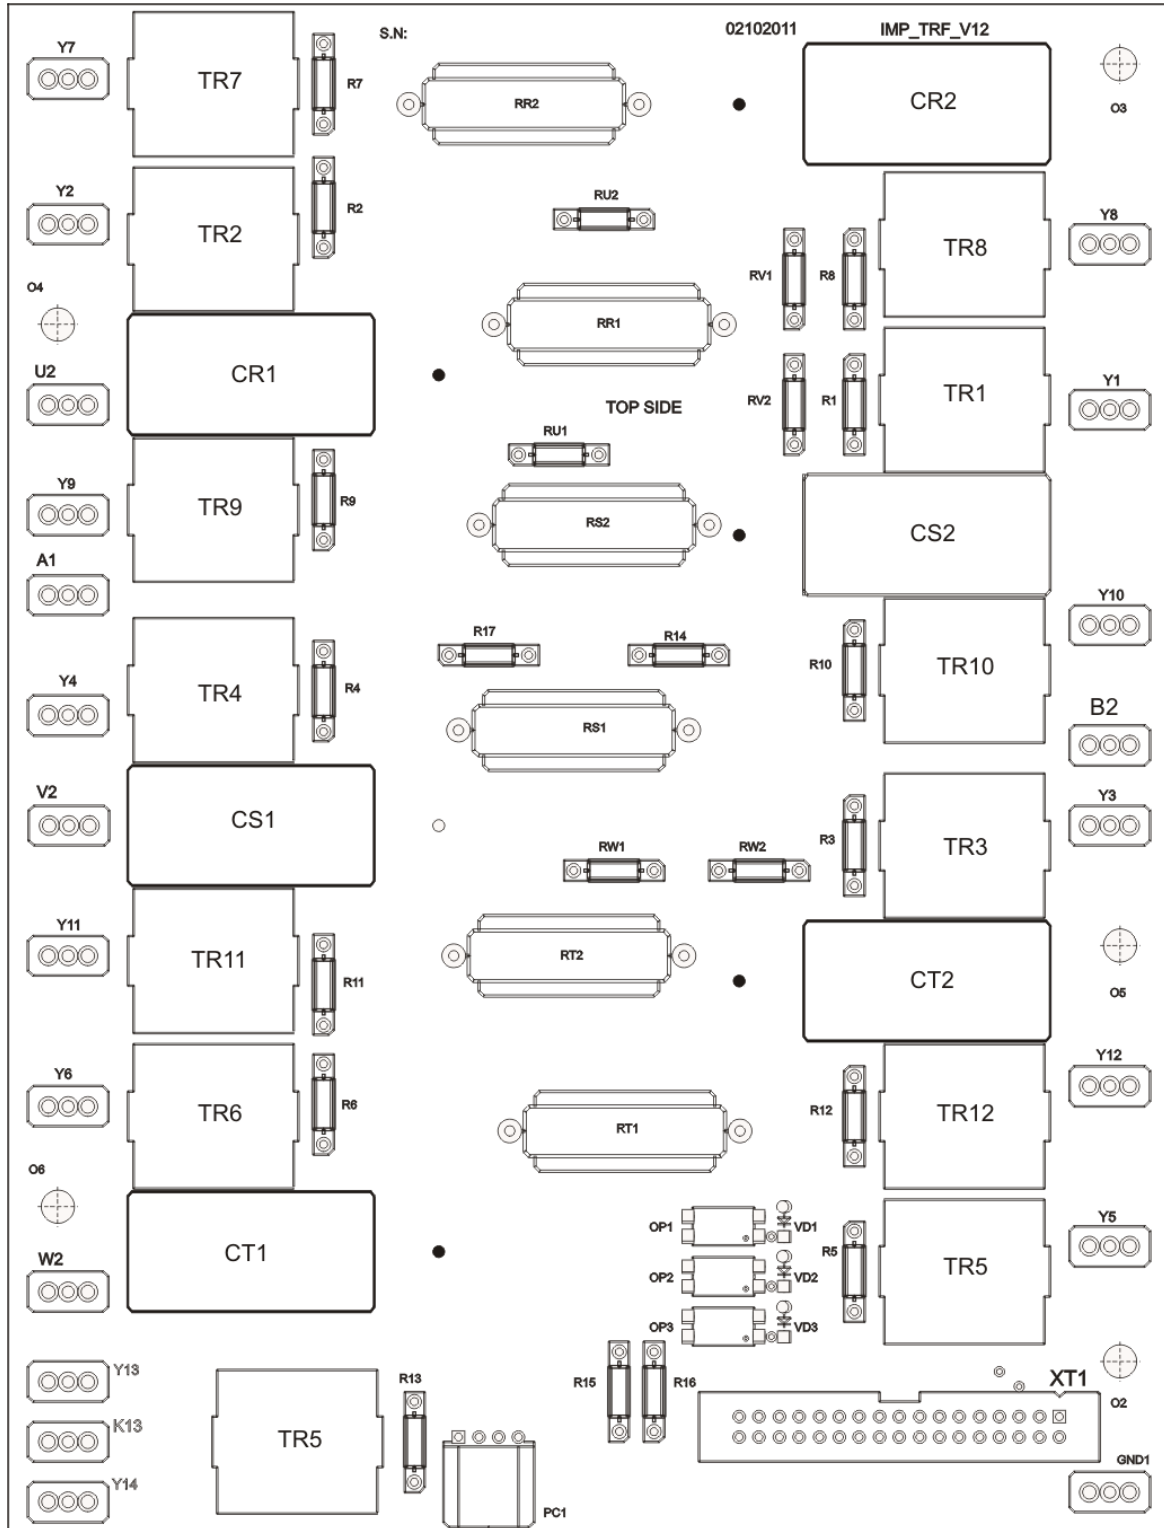 S.N:
02102011
IMP_TRF_V12
Y7
TR7
R7
RR2
CR2
O3
Y2
TR2
R2
RU2
Y8
TR8
RV1
R8
O4
RR1
U2
CR1
TOP SIDE
RV2
R1
TR1
Y1
RU1
Y9
TR9
R9
RS2
CS2
A1
Y10
R17
R14
R10
TR10
Y4
TR4
R4
B2
RS1
V2
CS1
Y3
RW1
RW2
R3
TR3
Y11
TR11
R11
RT2
CT2
O5
Y12
Y6
TR6
R6
RT1
R12
TR12
O6
OP1
VD1
Y5
W2
CT1
OP2
VD2
R5
TR5
OP3
VD3
Y13
R13
R15
R16
XT1
O2
K13
TR5
GND1
Y14
PC1